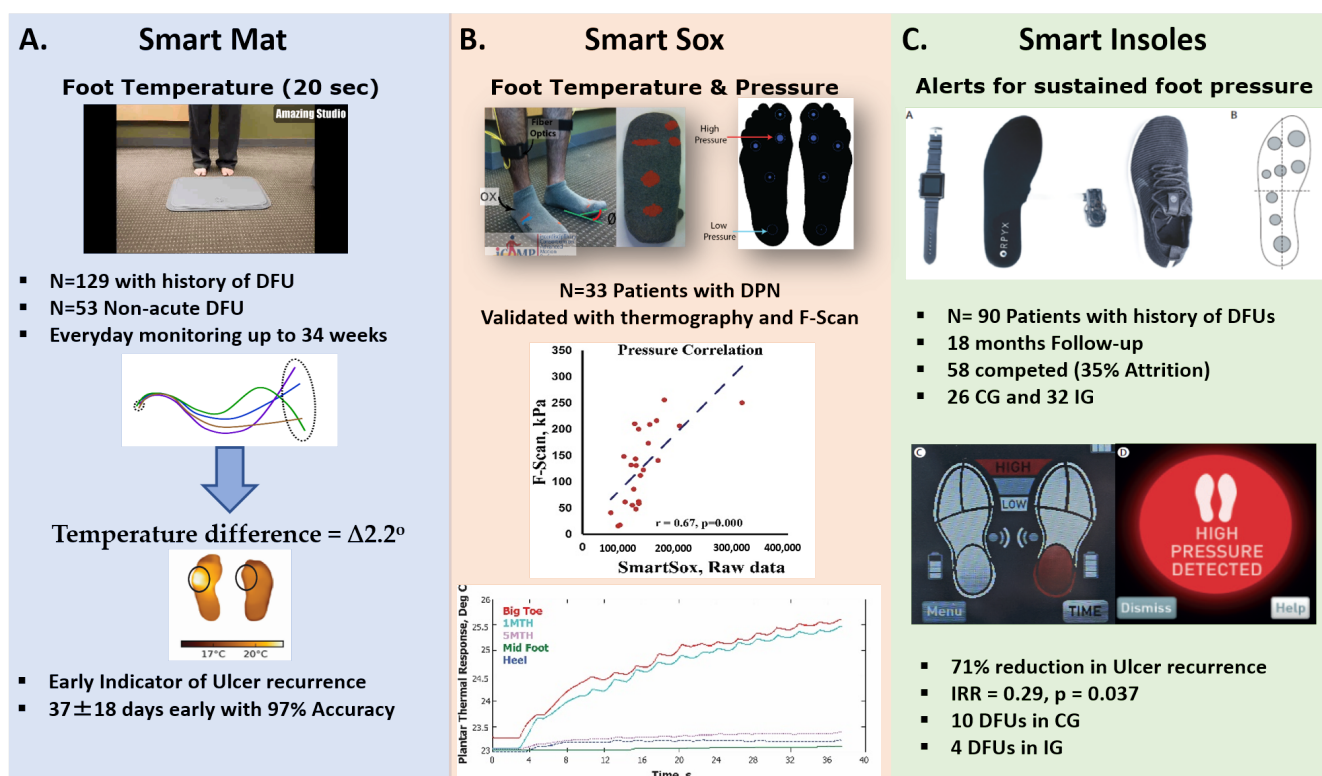 A. Smart Mat
Foot Temperature (20 sec)
Amazing Studio
▪ N=129 with history of DFU
▪ N=53 Non-acute DFU
▪ Everyday monitoring up to 34 weeks
Temperature difference = Δ2.2º
17°C 20°C
▪ Early Indicator of Ulcer recurrence
▪ 37±18 days early with 97% Accuracy
B. Smart Sox
Foot Temperature & Pressure
Fiber
Optics
OX
Ø
iCAMP
High
Pressure
Low
Pressure
N=33 Patients with DPN
Validated with thermography and F-Scan
Pressure Correlation
F-Scan, kPa
350
300
250
200
150
100
50
0
r = 0.67, p=0.000
0 100,000 200,000 300,000 400,000
SmartSox, Raw data
Plantar Thermal Response, Deg C
26
25.5
25
24.5
24
23.5
23
Big Toe
1MTH
5MTH
Mid Foot
Heel
0 4 8 12 16 20 24 28 32 36 40
Time, s
C. Smart Insoles
Alerts for sustained foot pressure
A
B
ORPYX
▪ N= 90 Patients with history of DFUs
▪ 18 months Follow-up
▪ 58 competed (35% Attrition)
▪ 26 CG and 32 IG
C
HIGH
LOW
Menu
TIME
D
HIGH
PRESSURE
DETECTED
Dismiss
Help
▪ 71% reduction in Ulcer recurrence
▪ IRR = 0.29, p = 0.037
▪ 10 DFUs in CG
▪ 4 DFUs in IG